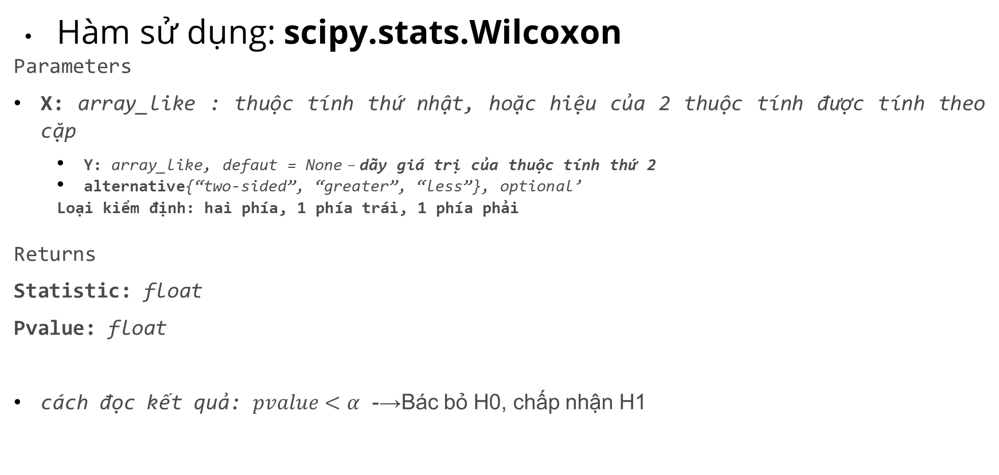 • Hàm sử dụng: scipy.stats.Wilcoxon
Parameters
• X: array_like : thuộc tính thứ nhật, hoặc hiệu của 2 thuộc tính được tính theo
cặp
• Y: array_like, defaut = None – dãy giá trị của thuộc tính thứ 2
• alternative{“two-sided”, “greater”, “less”}, optional’
Loại kiểm định: hai phía, 1 phía trái, 1 phía phải
Returns
Statistic: float
Pvalue: float
• cách đọc kết quả: pvalue < α -→Bác bỏ H0, chấp nhận H1